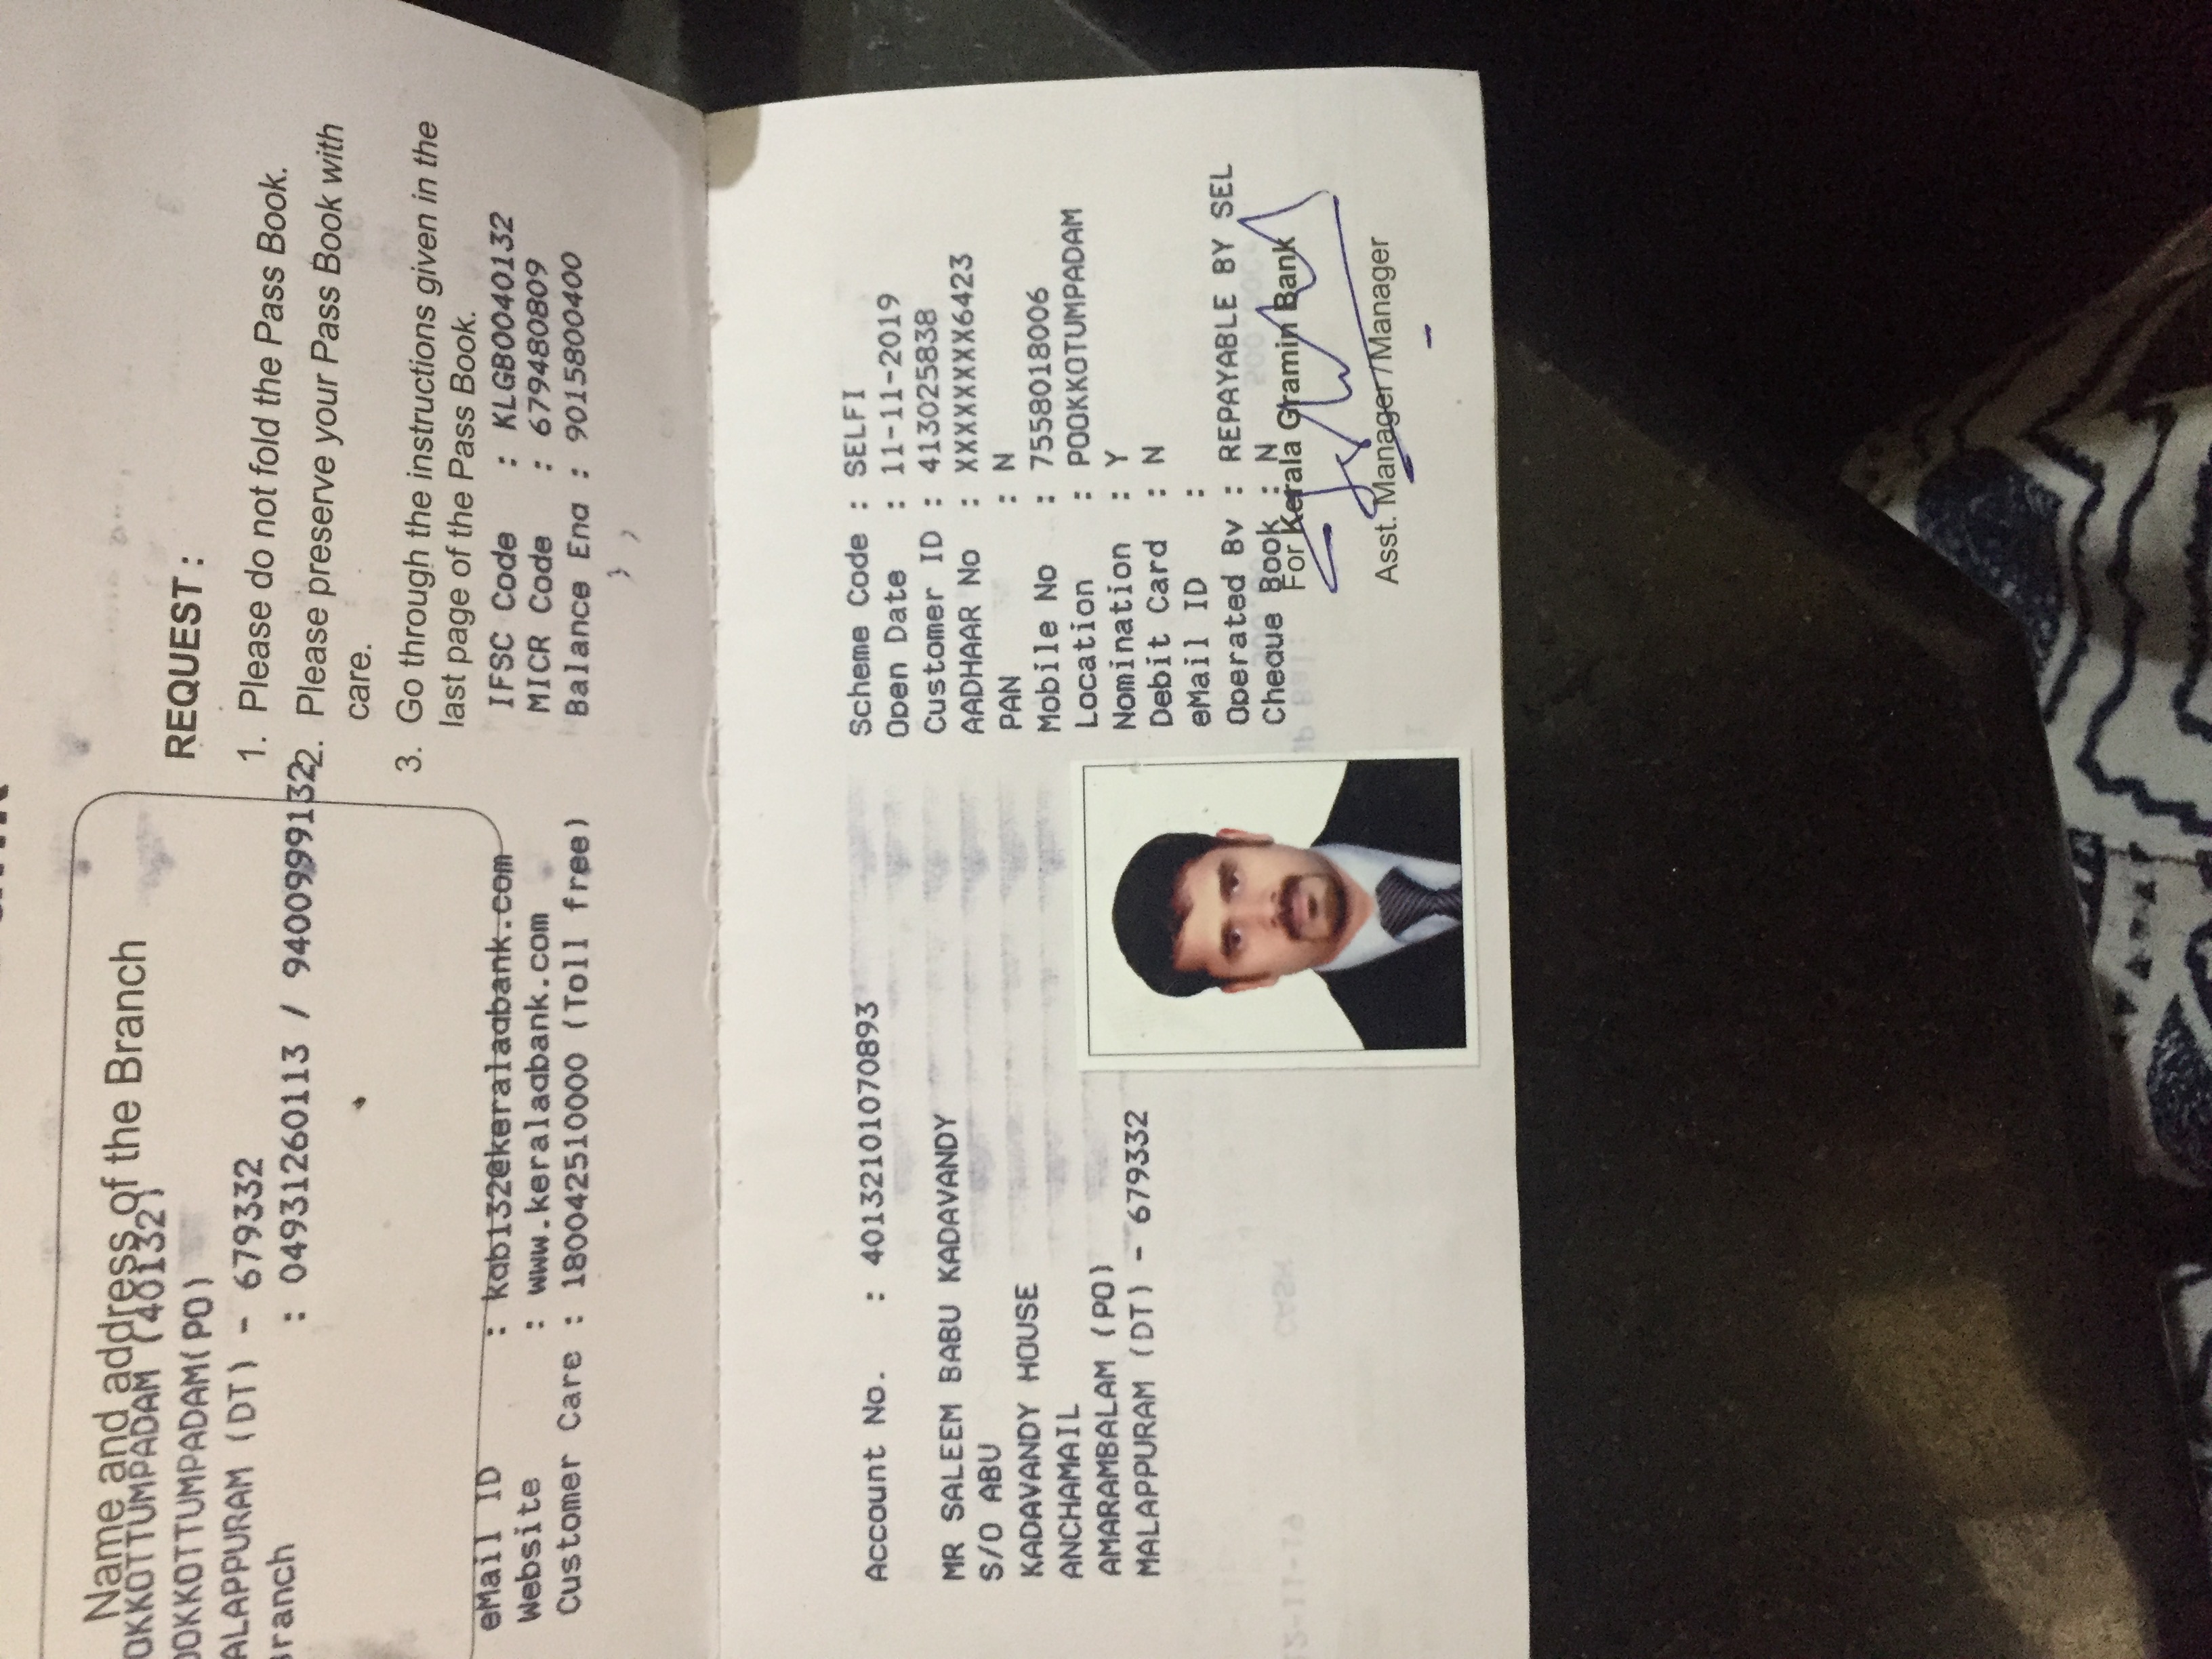 Name and address of the Branch
OKKOTTUMPADAM (40132)
OOKKOTTUMPADAM(PO)
ALAPPURAM (DT) - 679332
Branch : 04931260113 / 9400999132
REQUEST :
1. Please do not fold the Pass Book.
2. Please preserve your Pass Book with
care.
3. Go through the instructions given in the
last page of the Pass Book.
eMail ID : kgb132@keralagbank.com
Website : www.keralagbank.com
Customer Care : 180042510000 (Toll free)
IFSC Code : KLGB0040132
MICR Code : 679480809
Balance Enq : 9015800400
Account No. : 40132101070893
MR SALEEM BABU KADAVANDY
S/O ABU
KADAVANDY HOUSE
ANCHAMAIL
AMARAMBALAM (PO)
MALAPPURAM (DT) - 679332
Scheme Code : SELFI
Open Date : 11-11-2019
Customer ID : 413025838
AADHAAR No : XXXXXXXX6423
PAN : N
Mobile No : 7558018006
Location : POOKKOTUMPADAM
Nomination : Y
Debit Card : N
eMail ID :
Operated By : REPAYABLE BY SEL
Cheque Book : N
For Kerala Gramin Bank
Asst. Manager / Manager